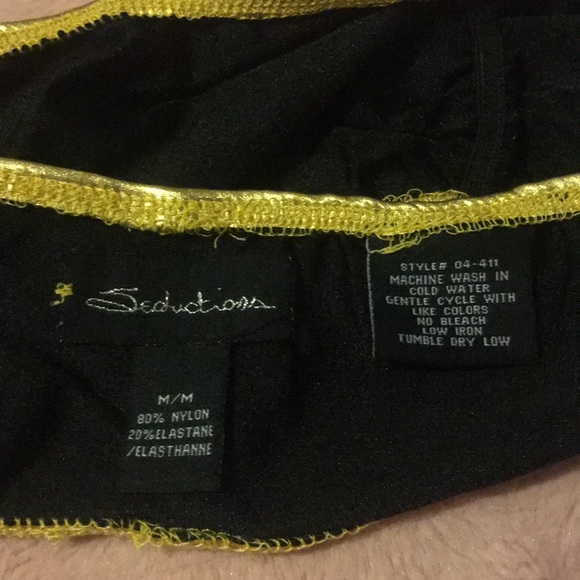 Seductions
M/M
80% NYLON
20%ELASTANE
/ELASTHANNE
STYLE# 04-411
MACHINE WASH IN
COLD WATER
GENTLE CYCLE WITH
LIKE COLORS
NO BLEACH
LOW IRON
TUMBLE DRY LOW